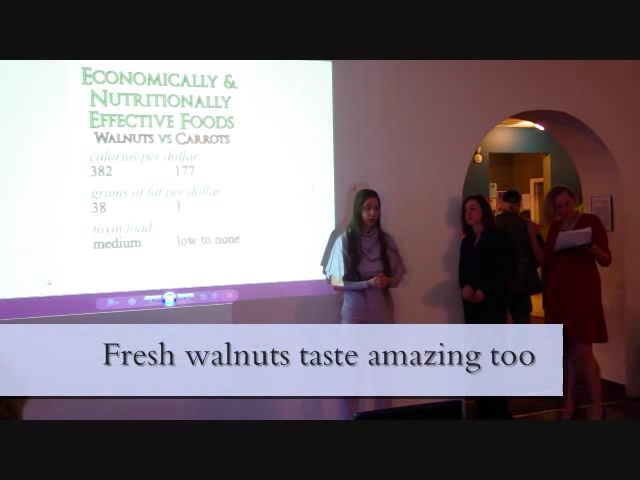 ECONOMICALLY &
NUTRITIONALLY
EFFECTIVE FOODS
WALNUTS VS CARROTS
calories per dollar
382 177
grams of fat per dollar
38 1
toxin load
medium low to none
Fresh walnuts taste amazing too